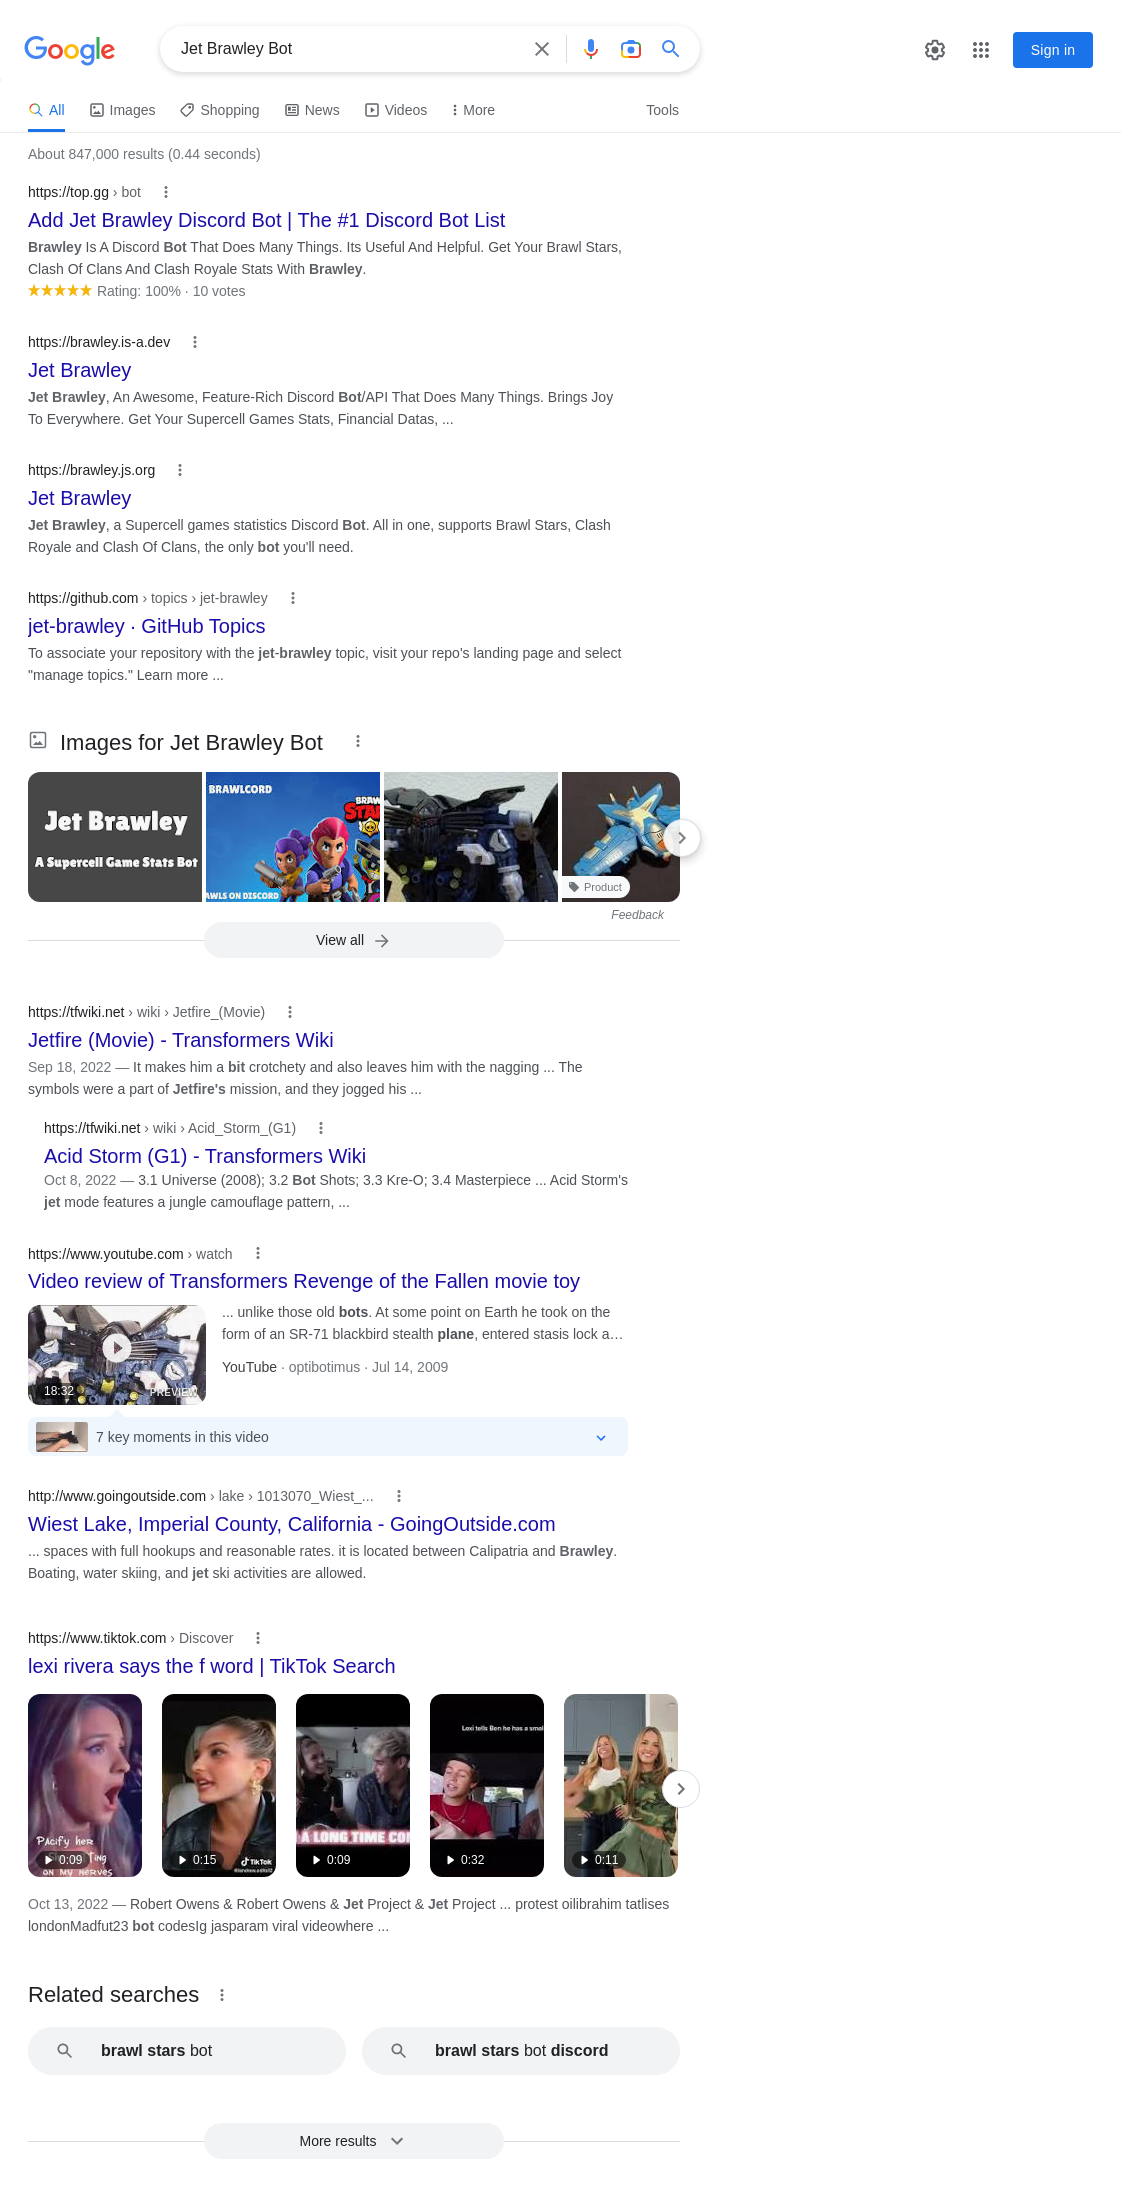 Google
Jet Brawley Bot
Sign in
All Images Shopping News Videos More Tools
About 847,000 results (0.44 seconds)
https://top.gg › bot
Add Jet Brawley Discord Bot | The #1 Discord Bot List
Brawley Is A Discord Bot That Does Many Things. Its Useful And Helpful. Get Your Brawl Stars,
Clash Of Clans And Clash Royale Stats With Brawley.
Rating: 100% · 10 votes
https://brawley.is-a.dev
Jet Brawley
Jet Brawley, An Awesome, Feature-Rich Discord Bot/API That Does Many Things. Brings Joy
To Everywhere. Get Your Supercell Games Stats, Financial Datas, ...
https://brawley.js.org
Jet Brawley
Jet Brawley, a Supercell games statistics Discord Bot. All in one, supports Brawl Stars, Clash
Royale and Clash Of Clans, the only bot you'll need.
https://github.com › topics › jet-brawley
jet-brawley · GitHub Topics
To associate your repository with the jet-brawley topic, visit your repo's landing page and select
"manage topics." Learn more ...
Images for Jet Brawley Bot
Jet Brawley
A Supercell Game Stats Bot
BRAWLCORD
BRAW
STAR
AWLS ON DISCORD
Product
Feedback
View all
https://tfwiki.net › wiki › Jetfire_(Movie)
Jetfire (Movie) - Transformers Wiki
Sep 18, 2022 — It makes him a bit crotchety and also leaves him with the nagging ... The
symbols were a part of Jetfire's mission, and they jogged his ...
https://tfwiki.net › wiki › Acid_Storm_(G1)
Acid Storm (G1) - Transformers Wiki
Oct 8, 2022 — 3.1 Universe (2008); 3.2 Bot Shots; 3.3 Kre-O; 3.4 Masterpiece ... Acid Storm's
jet mode features a jungle camouflage pattern, ...
https://www.youtube.com › watch
Video review of Transformers Revenge of the Fallen movie toy
... unlike those old bots. At some point on Earth he took on the
form of an SR-71 blackbird stealth plane, entered stasis lock a...
YouTube · optibotimus · Jul 14, 2009
18:32
PREVIEW
7 key moments in this video
http://www.goingoutside.com › lake › 1013070_Wiest_...
Wiest Lake, Imperial County, California - GoingOutside.com
... spaces with full hookups and reasonable rates. it is located between Calipatria and Brawley.
Boating, water skiing, and jet ski activities are allowed.
https://www.tiktok.com › Discover
lexi rivera says the f word | TikTok Search
Pacify her
on my nerves
0:09
0:15
TikTok
A LONG TIME COM
0:09
Lexi tells Ben he has a smal
0:32
0:11
Oct 13, 2022 — Robert Owens & Robert Owens & Jet Project & Jet Project ... protest oilibrahim tatlises
londonMadfut23 bot codesIg jasparam viral videowhere ...
Related searches
brawl stars bot
brawl stars bot discord
More results